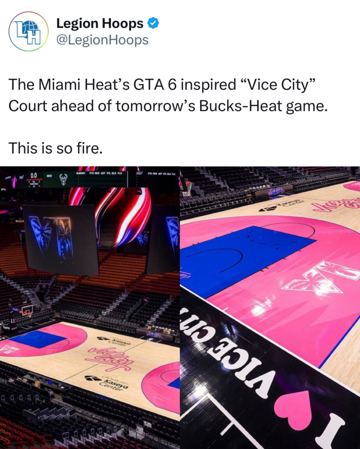 Legion Hoops
@LegionHoops
The Miami Heat’s GTA 6 inspired “Vice City”
Court ahead of tomorrow’s Bucks-Heat game.
This is so fire.
Kaseya
Center
I VICE CITY